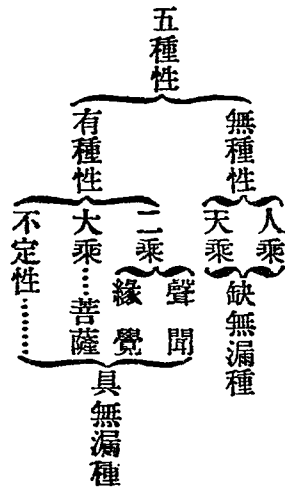 五種性
無種性
人乘
天乘
缺無漏種
有種性
二乘
聲聞
緣覺
大乘……菩薩
不定性………
具無漏種